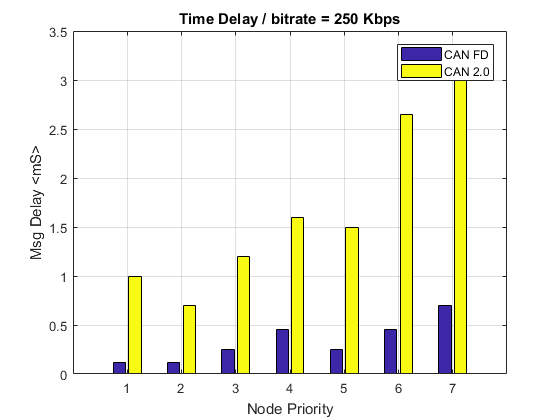 Time Delay / bitrate = 250 Kbps
CAN FD
CAN 2.0
Msg Delay <mS>
3.5
3
2.5
2
1.5
1
0.5
0
1 2 3 4 5 6 7
Node Priority